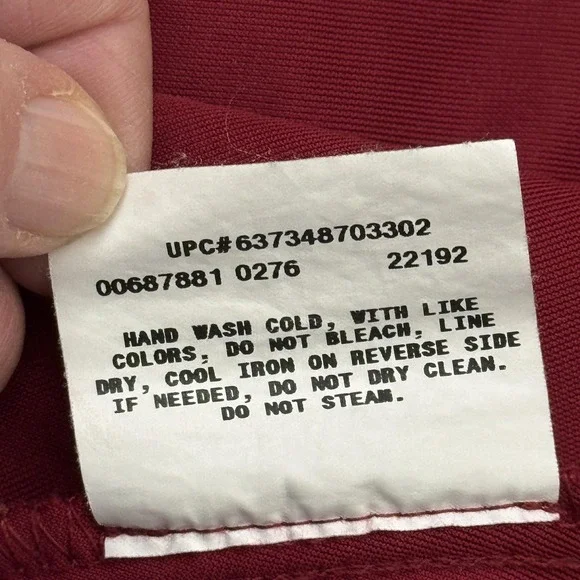 UPC#637348703302
00687881 0276 22192
HAND WASH COLD, WITH LIKE
COLORS, DO NOT BLEACH, LINE
DRY, COOL IRON ON REVERSE SIDE
IF NEEDED, DO NOT DRY CLEAN.
DO NOT STEAM.